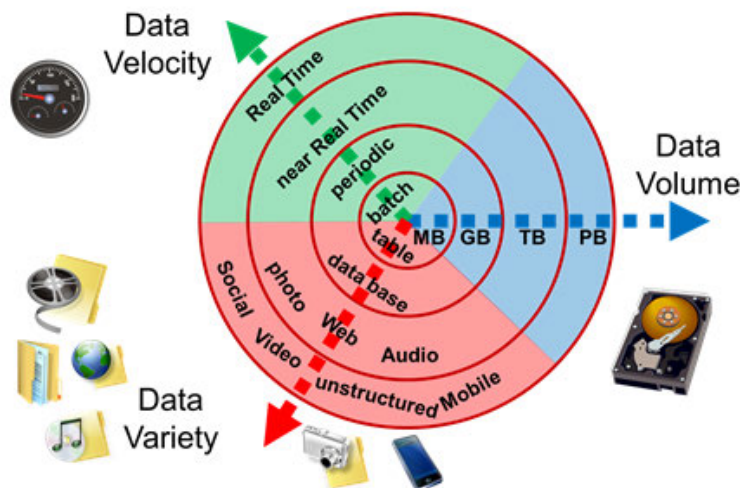 Data
Velocity
Real Time
near Real Time
periodic
batch
Data
Volume
MB GB TB PB
table
data base
photo Web Audio
Social Video unstructured Mobile
Data
Variety